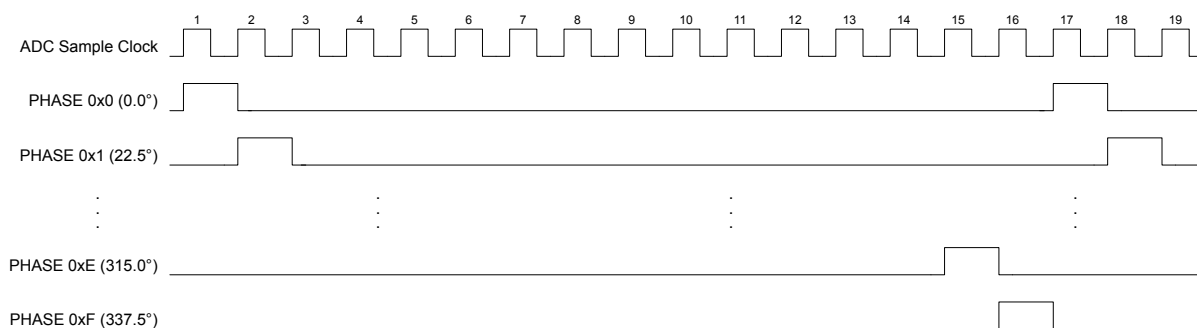 1 2 3 4 5 6 7 8 9 10 11 12 13 14 15 16 17 18 19
ADC Sample Clock
PHASE 0x0 (0.0°)
PHASE 0x1 (22.5°)
PHASE 0xE (315.0°)
PHASE 0xF (337.5°)